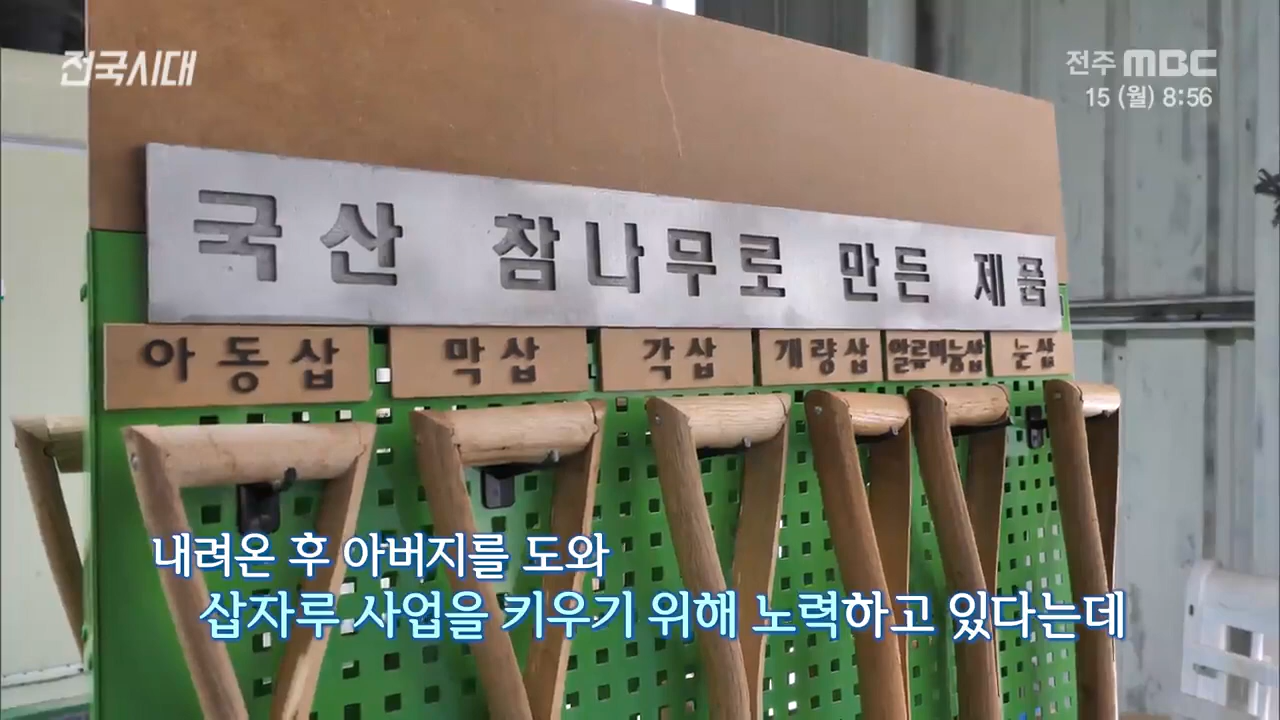 전국시대
전주 MBC
15 (월) 8:56
국산 참나무로 만든 제품
아동삽 막삽 각삽 개량삽 알류미늄삽 눈삽
내려온 후 아버지를 도와
삽자루 사업을 키우기 위해 노력하고 있다는데